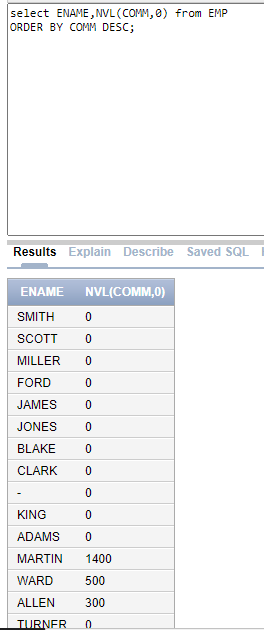 select ENAME,NVL(COMM,0) from EMP
ORDER BY COMM DESC;
Results Explain Describe Saved SQL
ENAME NVL(COMM,0)
SMITH 0
SCOTT 0
MILLER 0
FORD 0
JAMES 0
JONES 0
BLAKE 0
CLARK 0
- 0
KING 0
ADAMS 0
MARTIN 1400
WARD 500
ALLEN 300
TURNER 0